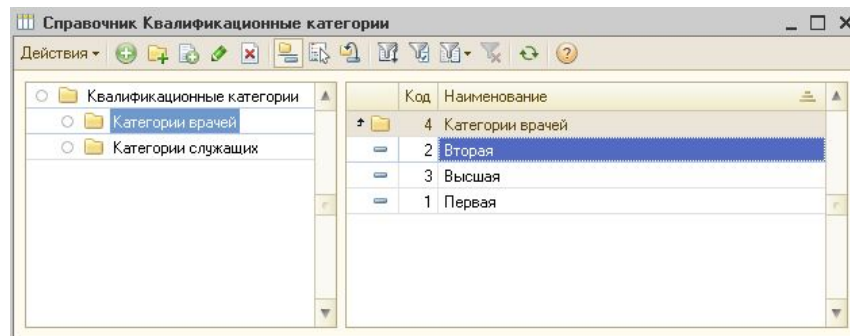 Справочник Квалификационные категории
Действия
Квалификационные категории
Категории врачей
Категории служащих
Код Наименование
4 Категории врачей
2 Вторая
3 Высшая
1 Первая